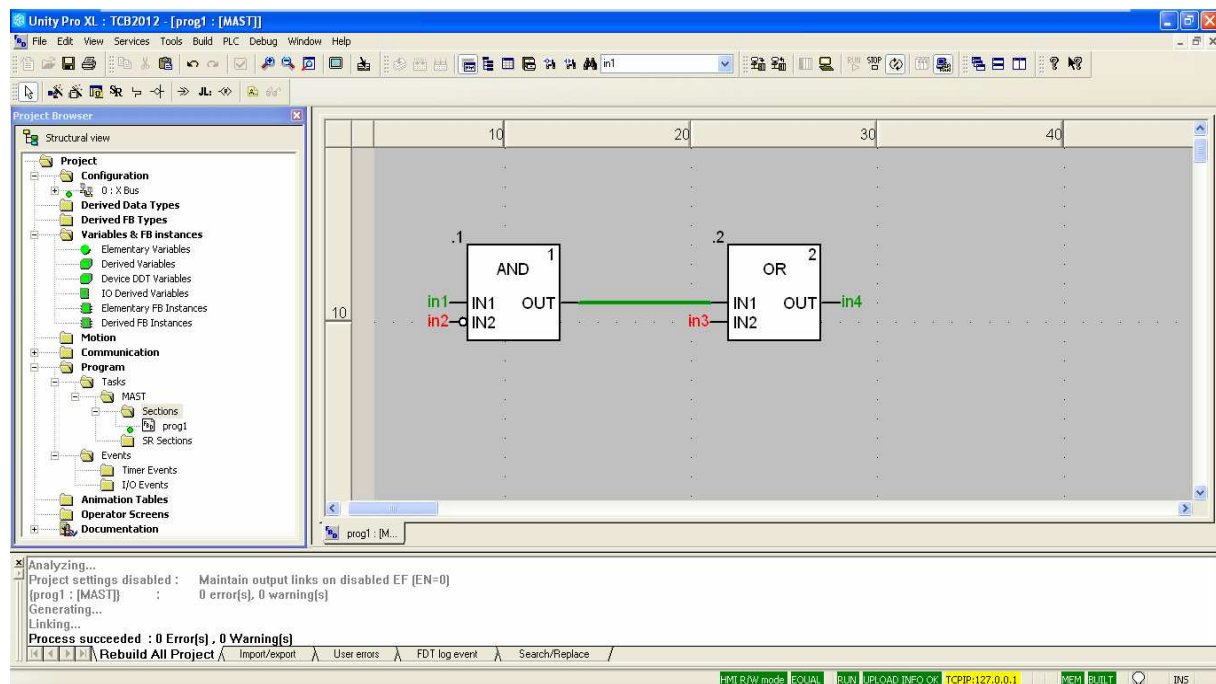 Unity Pro XL : TCB2012 - [prog1 : [MAST]]
File Edit View Services Tools Build PLC Debug Window Help
in1
STOP
Project Browser
Structural view
Project
Configuration
0 : X Bus
Derived Data Types
Derived FB Types
Variables & FB instances
Elementary Variables
Derived Variables
Device DDT Variables
IO Derived Variables
Elementary FB Instances
Derived FB Instances
Motion
Communication
Program
Tasks
MAST
Sections
prog1
SR Sections
Events
Timer Events
I/O Events
Animation Tables
Operator Screens
Documentation
10 20 30 40
10
.1
1
AND
in1 IN1 OUT
in2 IN2
.2
2
OR
IN1 OUT in4
in3 IN2
prog1 : [M...
Analyzing...
Project settings disabled : Maintain output links on disabled EF (EN=0)
{prog1 : [MAST]} : 0 error(s), 0 warning(s)
Generating...
Linking...
Process succeeded : 0 Error(s) , 0 Warning(s)
Rebuild All Project Import/export User errors FDT log event Search/Replace
HMI R/W mode EQUAL RUN UPLOAD INFO OK TCPIP:127.0.0.1 MEM BUILT INS